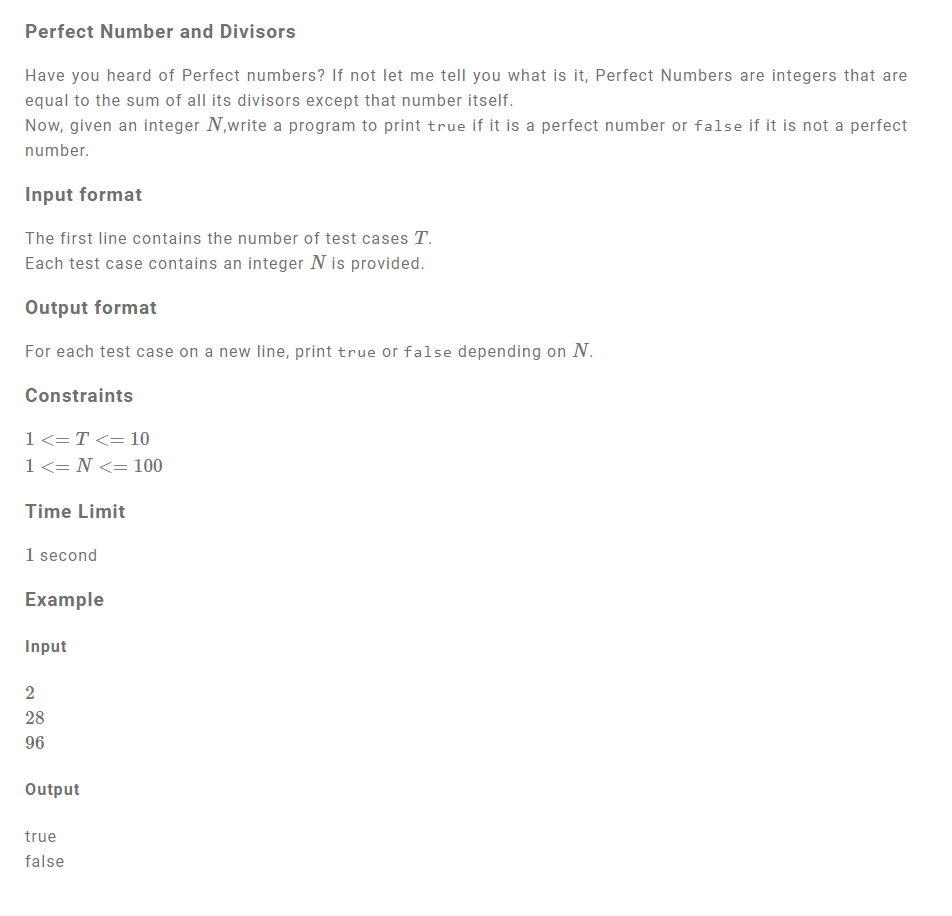 Perfect Number and Divisors
Have you heard of Perfect numbers? If not let me tell you what is it, Perfect Numbers are integers that are
equal to the sum of all its divisors except that number itself.
Now, given an integer N,write a program to print true if it is a perfect number or false if it is not a perfect
number.
Input format
The first line contains the number of test cases T.
Each test case contains an integer N is provided.
Output format
For each test case on a new line, print true or false depending on N.
Constraints
1 <= T <= 10
1 <= N <= 100
Time Limit
1 second
Example
Input
2
28
96
Output
true
false